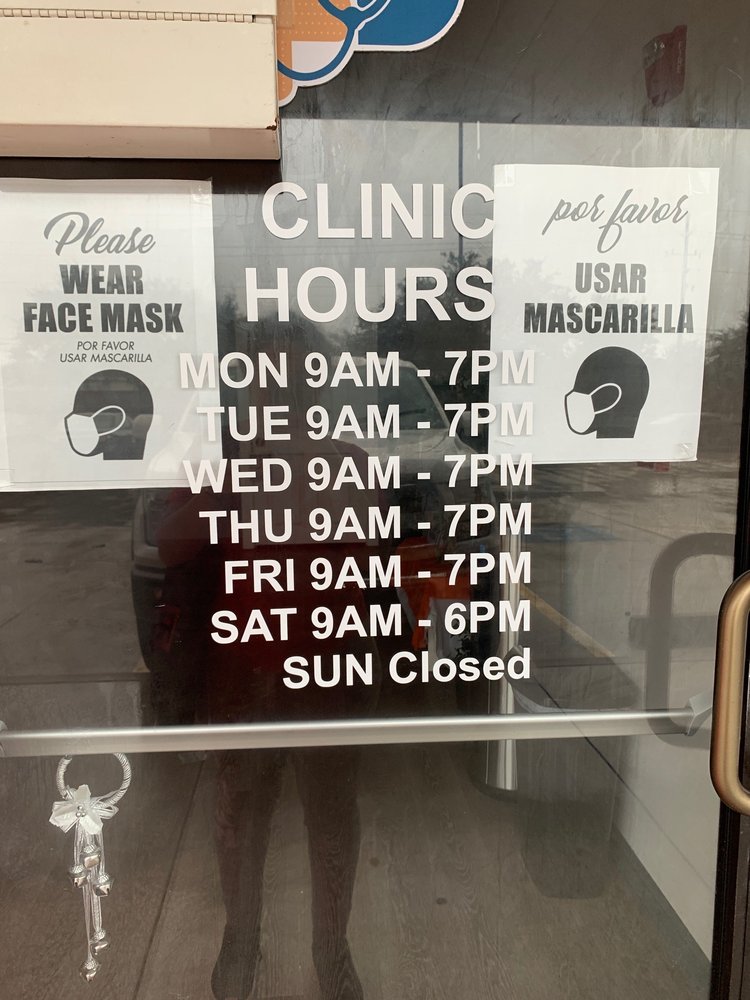 Please
WEAR
FACE MASK
POR FAVOR
USAR MASCARILLA
CLINIC
HOURS
MON 9AM - 7PM
TUE 9AM - 7PM
WED 9AM - 7PM
THU 9AM - 7PM
FRI 9AM - 7PM
SAT 9AM - 6PM
SUN Closed
por favor
USAR
MASCARILLA